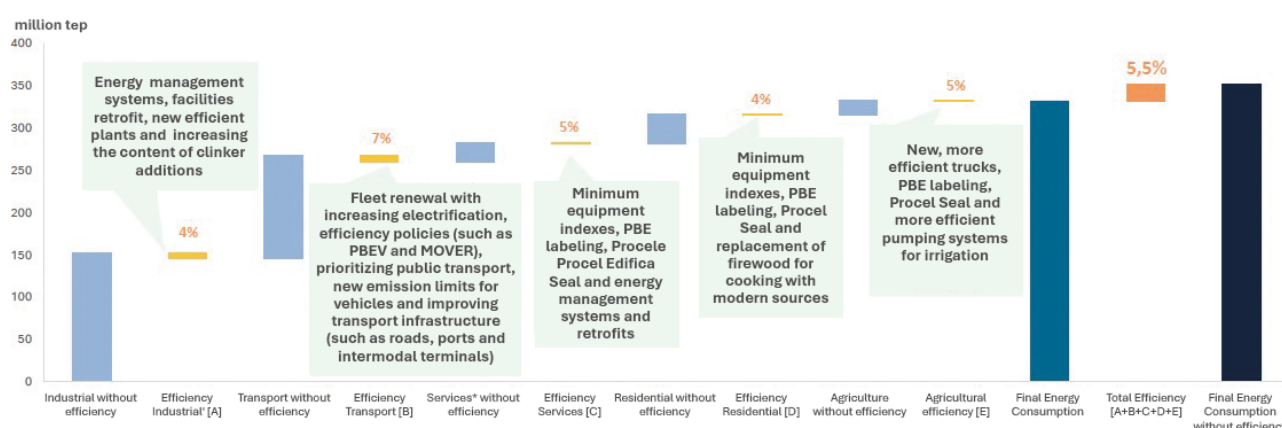 million tep
400
350
300
250
200
150
100
50
0
Energy management
systems, facilities
retrofit, new efficient
plants and increasing
the content of clinker
additions
4%
7%
Fleet renewal with
increasing electrification,
efficiency policies (such as
PBEV and MOVER),
prioritizing public transport,
new emission limits for
vehicles and improving
transport infrastructure
(such as roads, ports and
intermodal terminals)
5%
Minimum
equipment
indexes, PBE
labeling, Procele
Procel Edifica
Seal and energy
management
systems and
retrofits
4%
Minimum
equipment
indexes, PBE
labeling, Procel
Seal and
replacement of
firewood for
cooking with
modern sources
5%
New, more
efficient trucks,
PBE labeling,
Procel Seal and
more efficient
pumping systems
for irrigation
5,5%
Industrial without
efficiency
Efficiency
Industrial' [A]
Transport without
efficiency
Efficiency
Transport [B]
Services* without
efficiency
Efficiency
Services [C]
Residential without
efficiency
Efficiency
Residential [D]
Agriculture
without efficiency
Agricultural
efficiency [E]
Final Energy
Consumption
Total Efficiency
[A+B+C+D+E]
Final Energy
Consumption
without efficienc